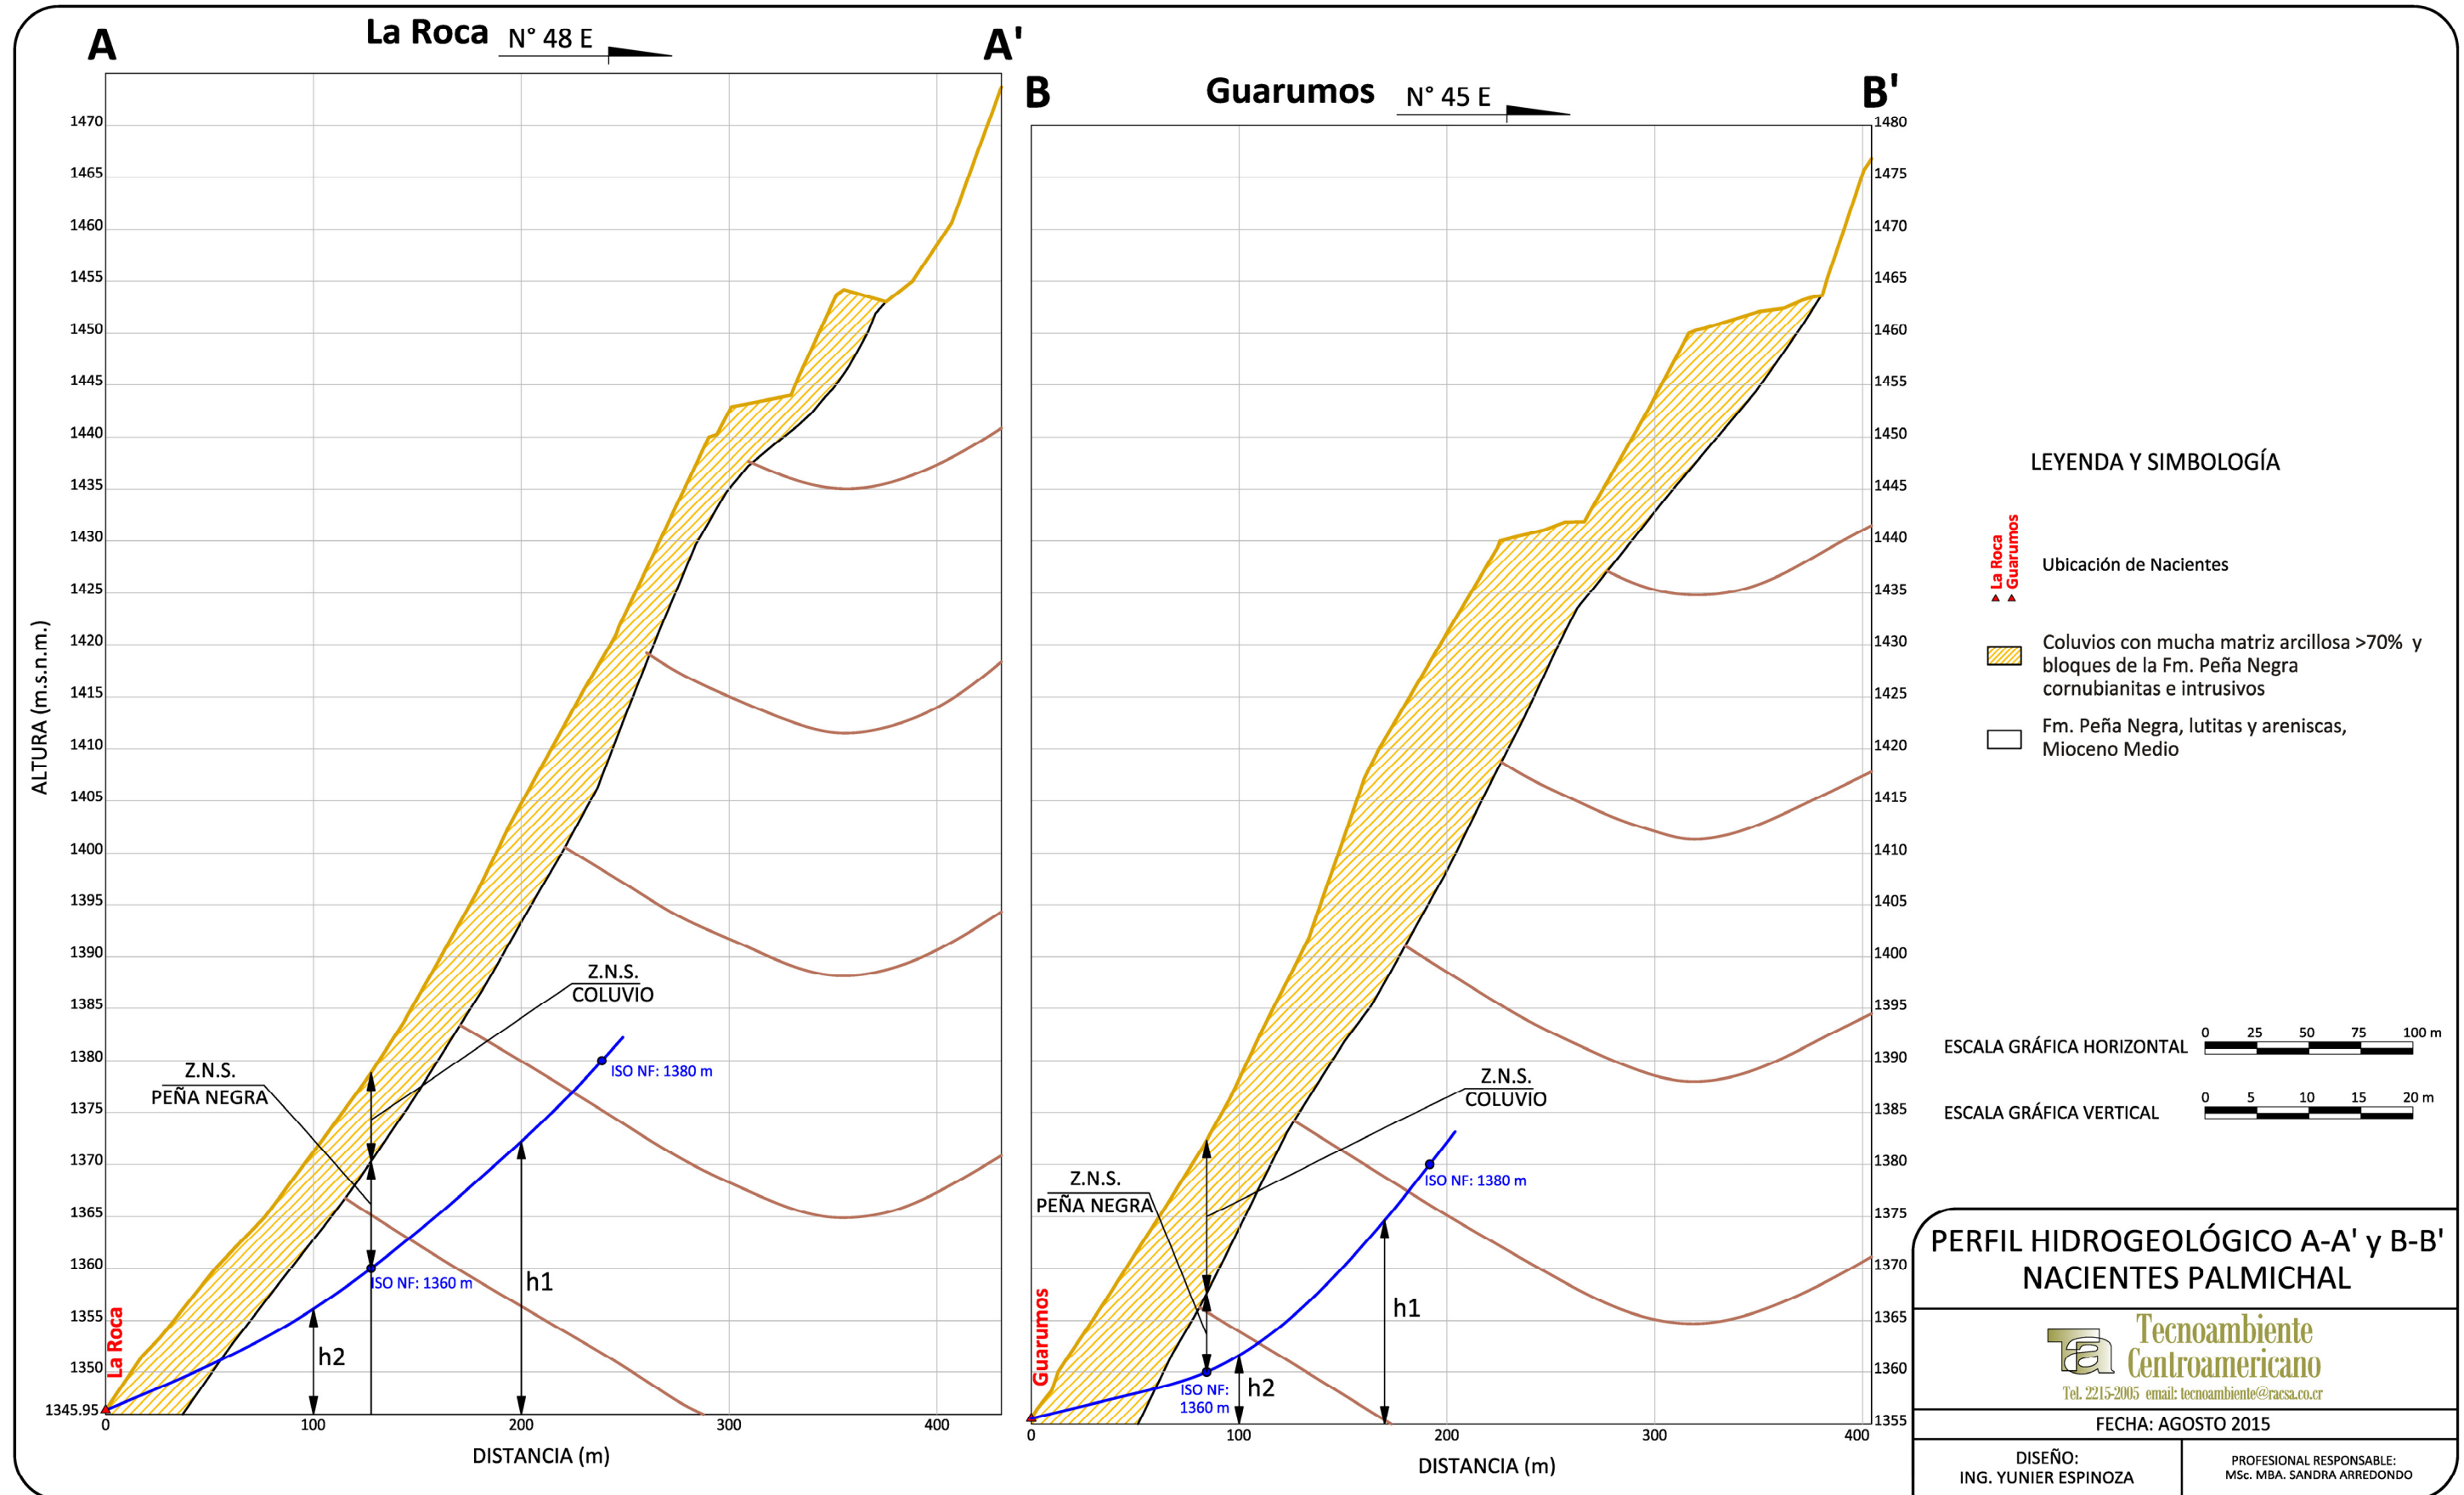 A
La Roca
N° 48 E
A'
1470
1465
1460
1455
1450
1445
1440
1435
1430
1425
1420
1415
1410
1405
1400
1395
1390
1385
1380
1375
1370
1365
1360
1355
1350
1345.95
ALTURA (m.s.n.m.)
Z.N.S.
COLUVIO
Z.N.S.
PEÑA NEGRA
ISO NF: 1380 m
ISO NF: 1360 m
h1
h2
La Roca
0 100 200 300 400
DISTANCIA (m)
B
Guarumos
N° 45 E
B'
1480
1475
1470
1465
1460
1455
1450
1445
1440
1435
1430
1425
1420
1415
1410
1405
1400
1395
1390
1385
1380
1375
1370
1365
1360
1355
Z.N.S.
COLUVIO
Z.N.S.
PEÑA NEGRA
ISO NF: 1380 m
ISO NF:
1360 m
h1
h2
Guarumos
0 100 200 300 400
DISTANCIA (m)
LEYENDA Y SIMBOLOGÍA
La Roca
Guarumos
Ubicación de Nacientes
Coluvios con mucha matriz arcillosa >70% y
bloques de la Fm. Peña Negra
cornubianitas e intrusivos
Fm. Peña Negra, lutitas y areniscas,
Mioceno Medio
0 25 50 75 100 m
ESCALA GRÁFICA HORIZONTAL
0 5 10 15 20 m
ESCALA GRÁFICA VERTICAL
PERFIL HIDROGEOLÓGICO A-A' y B-B'
NACIENTES PALMICHAL
Tecnoambiente
Centroamericano
Tel. 2215-2005 email: tecnoambiente@racsa.co.cr
FECHA: AGOSTO 2015
DISEÑO:
ING. YUNIER ESPINOZA
PROFESIONAL RESPONSABLE:
MSc. MBA. SANDRA ARREDONDO